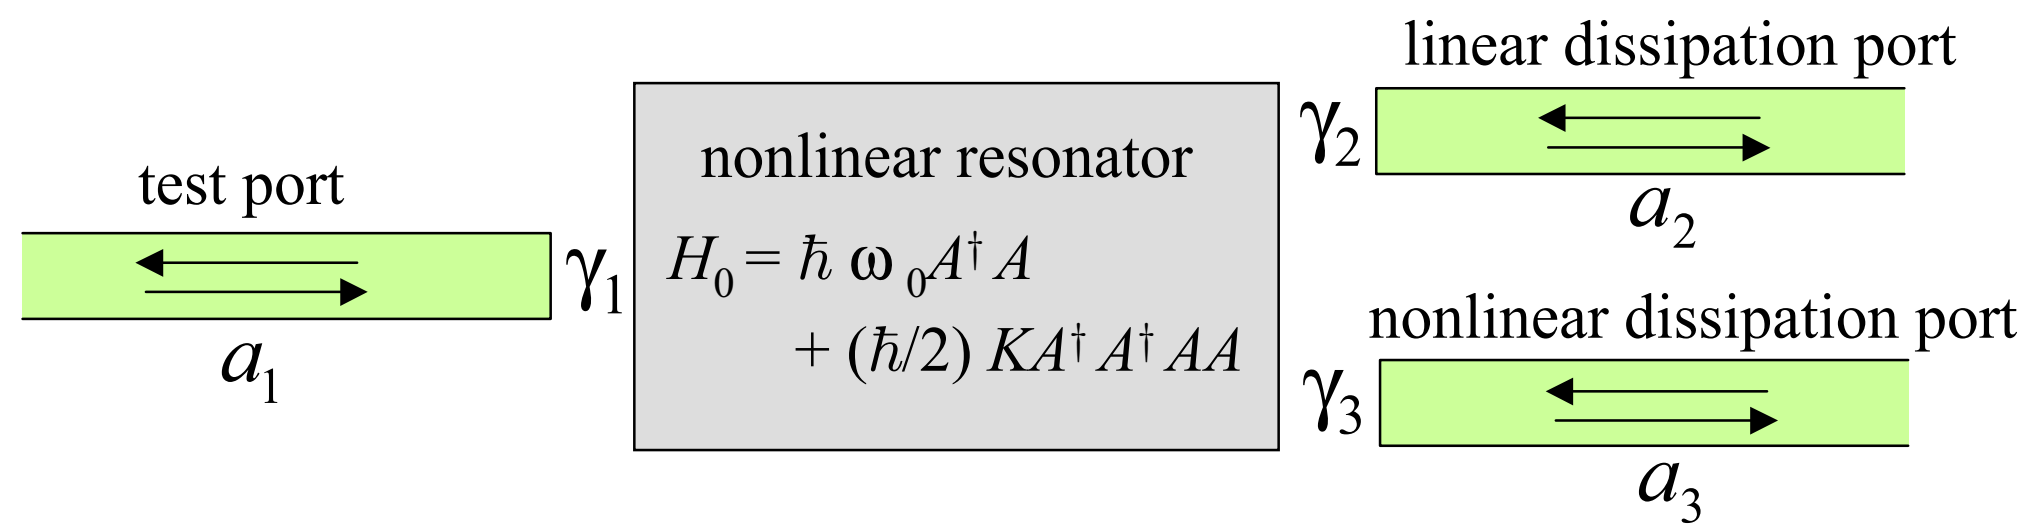 test port
a₁
γ₁
nonlinear resonator
H₀ = ℏ ω₀A† A
+ (ℏ/2) KA† A† AA
linear dissipation port
γ₂
a₂
nonlinear dissipation port
γ₃
a₃